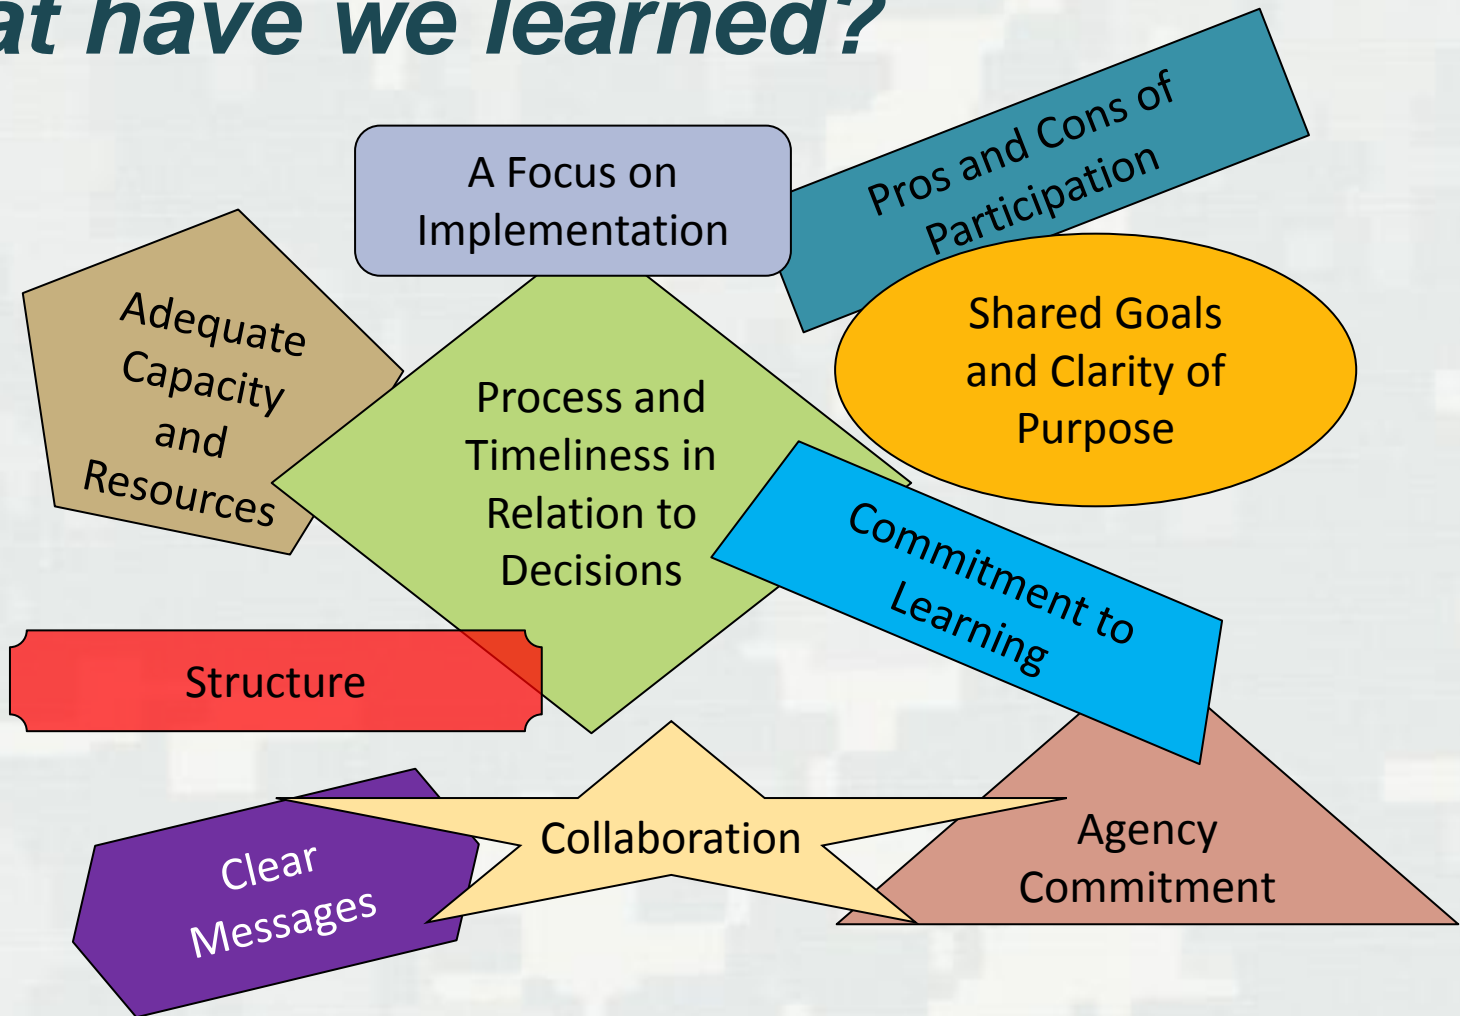 have we learned?
A Focus on
Implementation
Pros and Cons of
Participation
Adequate
Capacity
and
Resources
Process and
Timeliness in
Relation to
Decisions
Shared Goals
and Clarity of
Purpose
Commitment to
Learning
Structure
Clear
Messages
Collaboration
Agency
Commitment